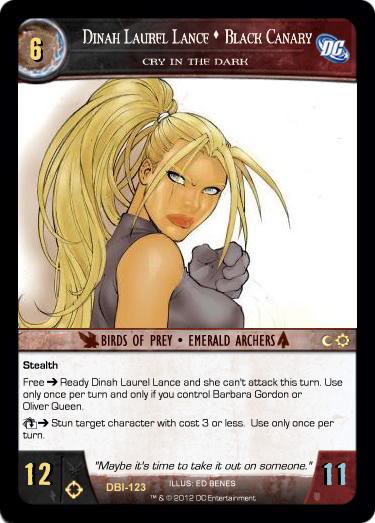 6
Dinah Laurel Lance ♦ Black Canary
DC
Cry in the Dark
Birds of Prey • Emerald Archers
Stealth
Free ➔ Ready Dinah Laurel Lance and she can't attack this turn. Use
only once per turn and only if you control Barbara Gordon or
Oliver Queen.
➔ Stun target character with cost 3 or less. Use only once per
turn.
"Maybe it's time to take it out on someone."
12
DBI-123
ILLUS: ED BENES
™ & © 2012 DC Entertainment
11